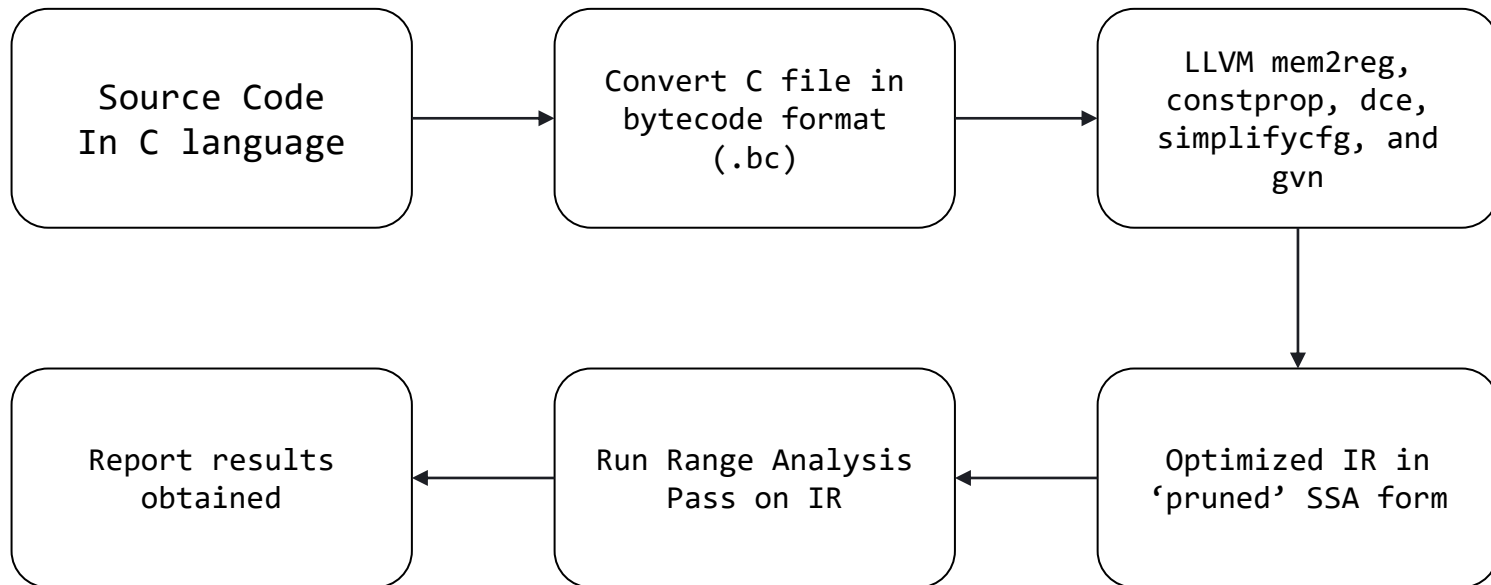 Source Code
In C language
Convert C file in
bytecode format
(.bc)
LLVM mem2reg,
constprop, dce,
simplifycfg, and
gvn
Optimized IR in
‘pruned’ SSA form
Run Range Analysis
Pass on IR
Report results
obtained